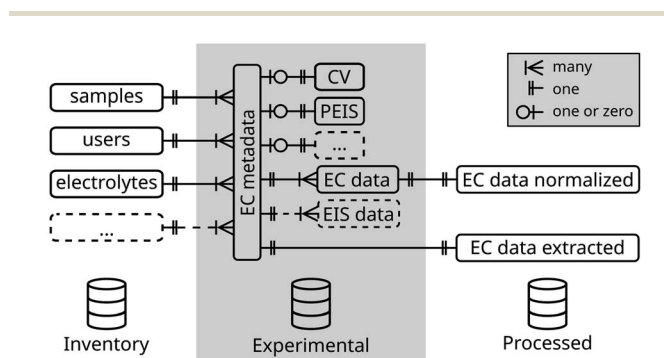 samples
users
electrolytes
...
EC metadata
CV
PEIS
...
EC data
EIS data
EC data normalized
EC data extracted
many
one
one or zero
Inventory
Experimental
Processed